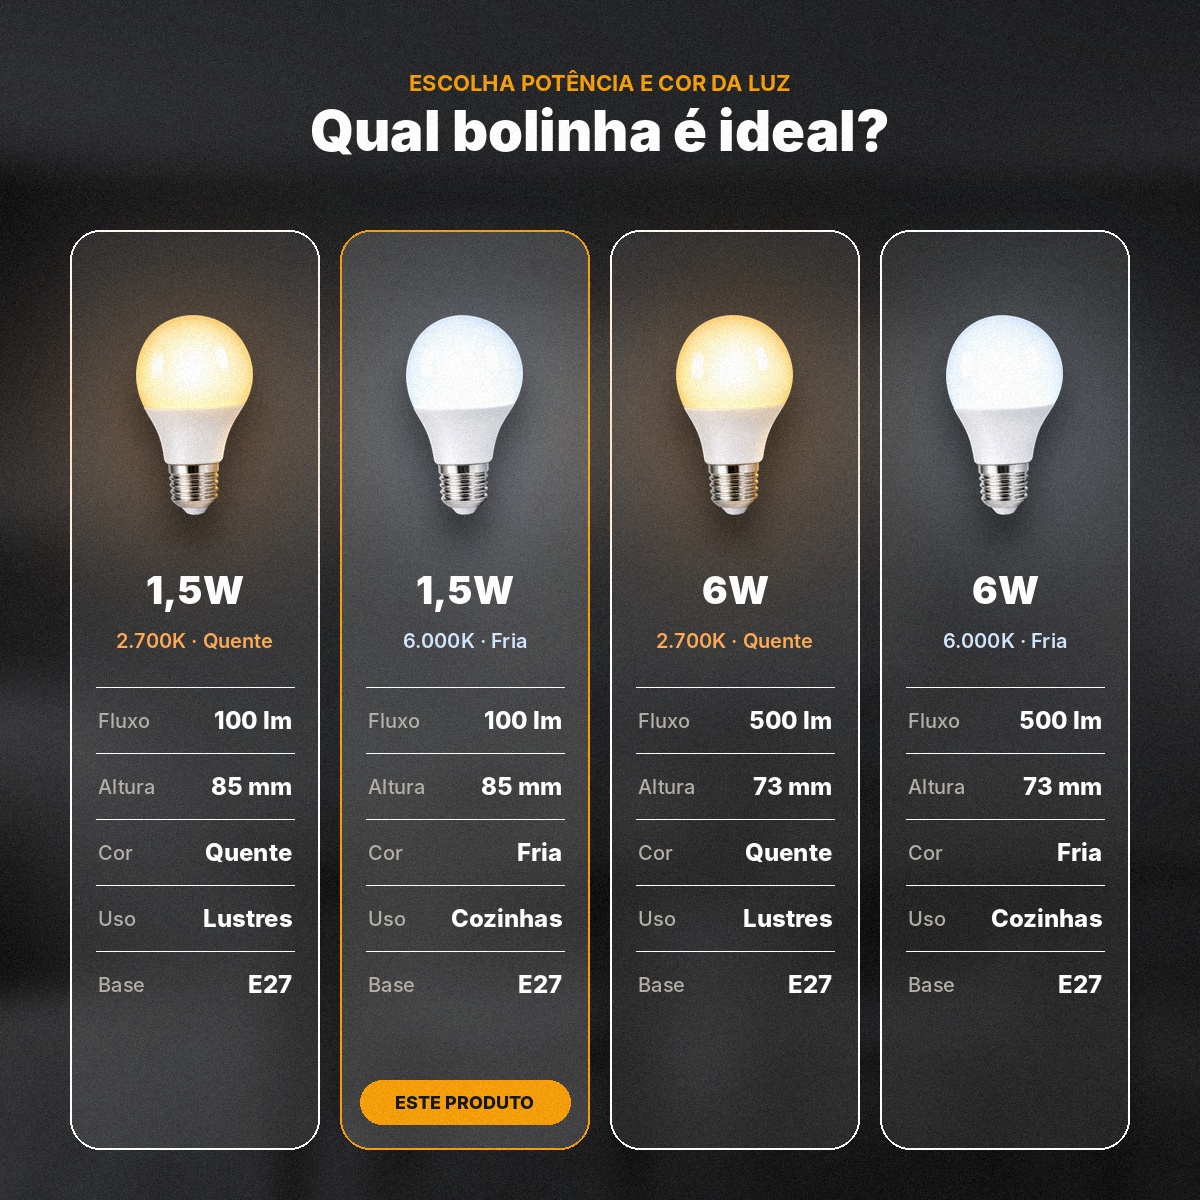 ESCOLHA POTÊNCIA E COR DA LUZ
Qual bolinha é ideal?
1,5W
2.700K · Quente
Fluxo 100 lm
Altura 85 mm
Cor Quente
Uso Lustres
Base E27
1,5W
6.000K · Fria
Fluxo 100 lm
Altura 85 mm
Cor Fria
Uso Cozinhas
Base E27
ESTE PRODUTO
6W
2.700K · Quente
Fluxo 500 lm
Altura 73 mm
Cor Quente
Uso Lustres
Base E27
6W
6.000K · Fria
Fluxo 500 lm
Altura 73 mm
Cor Fria
Uso Cozinhas
Base E27